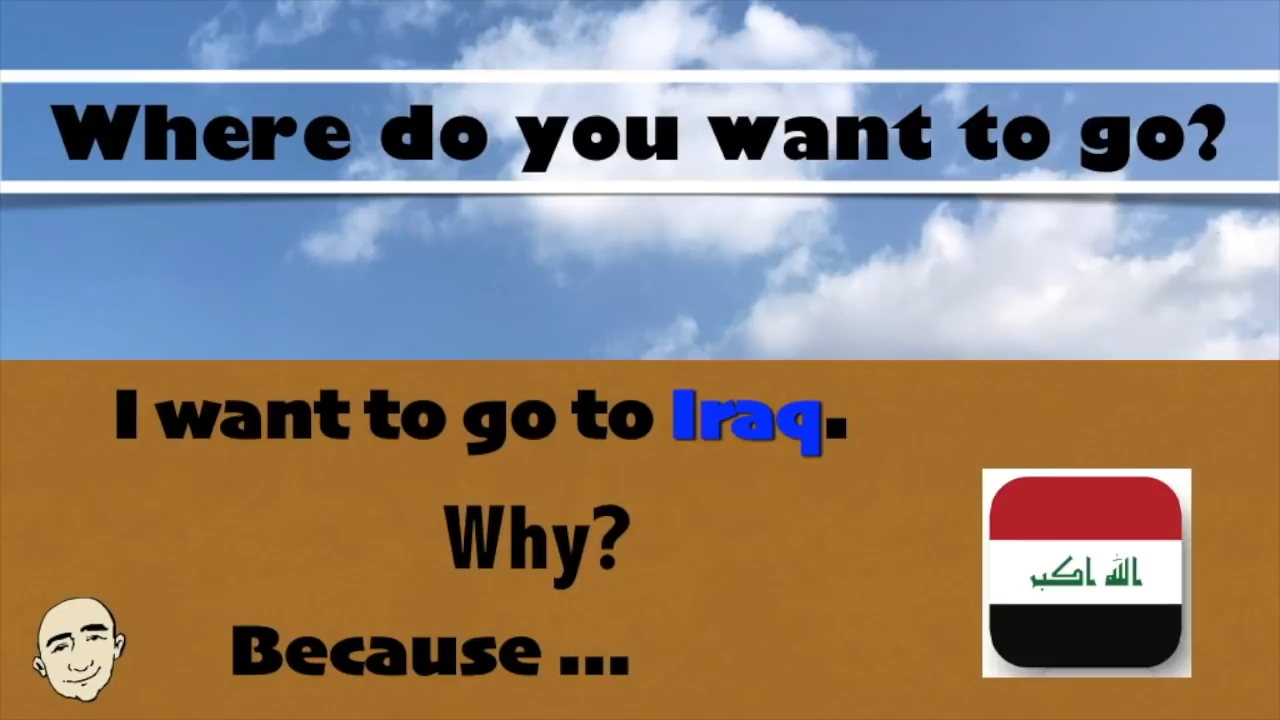 Where do you want to go?
I want to go to Iraq.
Why?
الله اكبر
Because ...